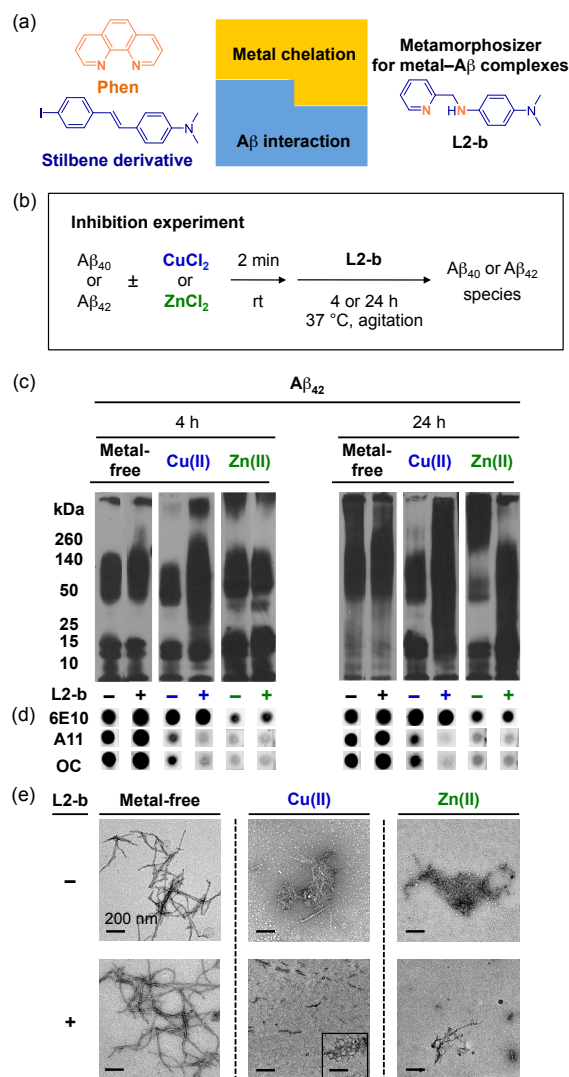 (a)
Phen
Stilbene derivative
I
N
N
N
Metal chelation
Aβ interaction
Metamorphosizer
for metal–Aβ complexes
N
HN
N
L2-b
(b)
Inhibition experiment
Aβ40
or
Aβ42
±
CuCl2
or
ZnCl2
2 min
rt
L2-b
4 or 24 h
37 °C, agitation
Aβ40 or Aβ42
species
(c)
Aβ42
4 h
24 h
Metal-
free
Cu(II)
Zn(II)
Metal-
free
Cu(II)
Zn(II)
kDa
260
140
50
25
15
10
L2-b
– + – + – +
– + – + – +
(d)
6E10
A11
OC
(e)
L2-b
Metal-free
Cu(II)
Zn(II)
–
200 nm
+